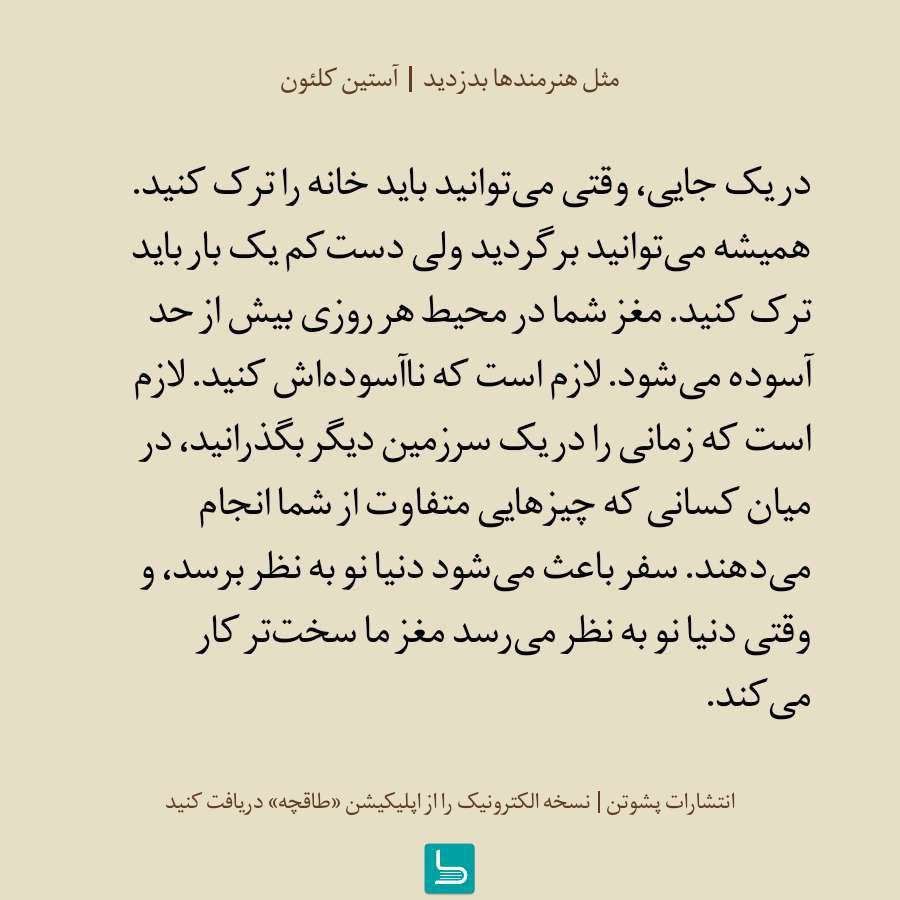 مثل هنرمندها بدزدید | آستین کلئون
در یک جایی، وقتی می‌توانید باید خانه را ترک کنید.
همیشه می‌توانید برگردید ولی دست‌کم یک بار باید
ترک کنید. مغز شما در محیط هر روزی بیش از حد
آسوده می‌شود. لازم است که ناآسوده‌اش کنید. لازم
است که زمانی را در یک سرزمین دیگر بگذرانید، در
میان کسانی که چیزهایی متفاوت از شما انجام
می‌دهند. سفر باعث می‌شود دنیا نو به نظر برسد، و
وقتی دنیا نو به نظر می‌رسد مغز ما سخت‌تر کار
می‌کند.
انتشارات پشوتن | نسخه الکترونیک را از اپلیکیشن «طاقچه» دریافت کنید